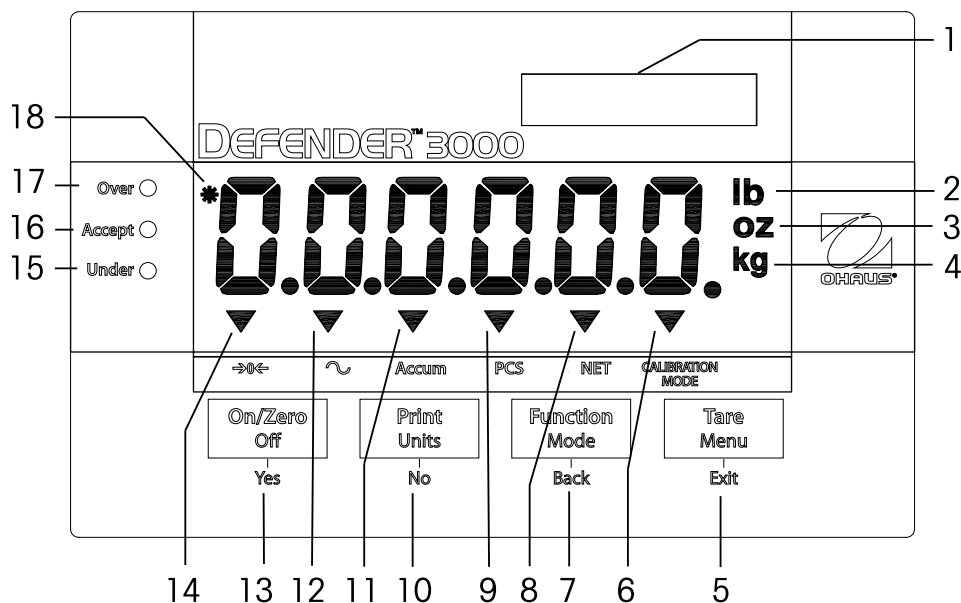 1
18
DEFENDER™ 3000
17 Over * 0.0.0.0.0.0. lb 2
16 Accept oz 3
15 Under kg 4
OHAUS®
→0← Accum PCS NET CALIBRATION
MODE
On/Zero Print Function Tare
Off Units Mode Menu
Yes No Back Exit
14 13 12 11 10 9 8 7 6 5